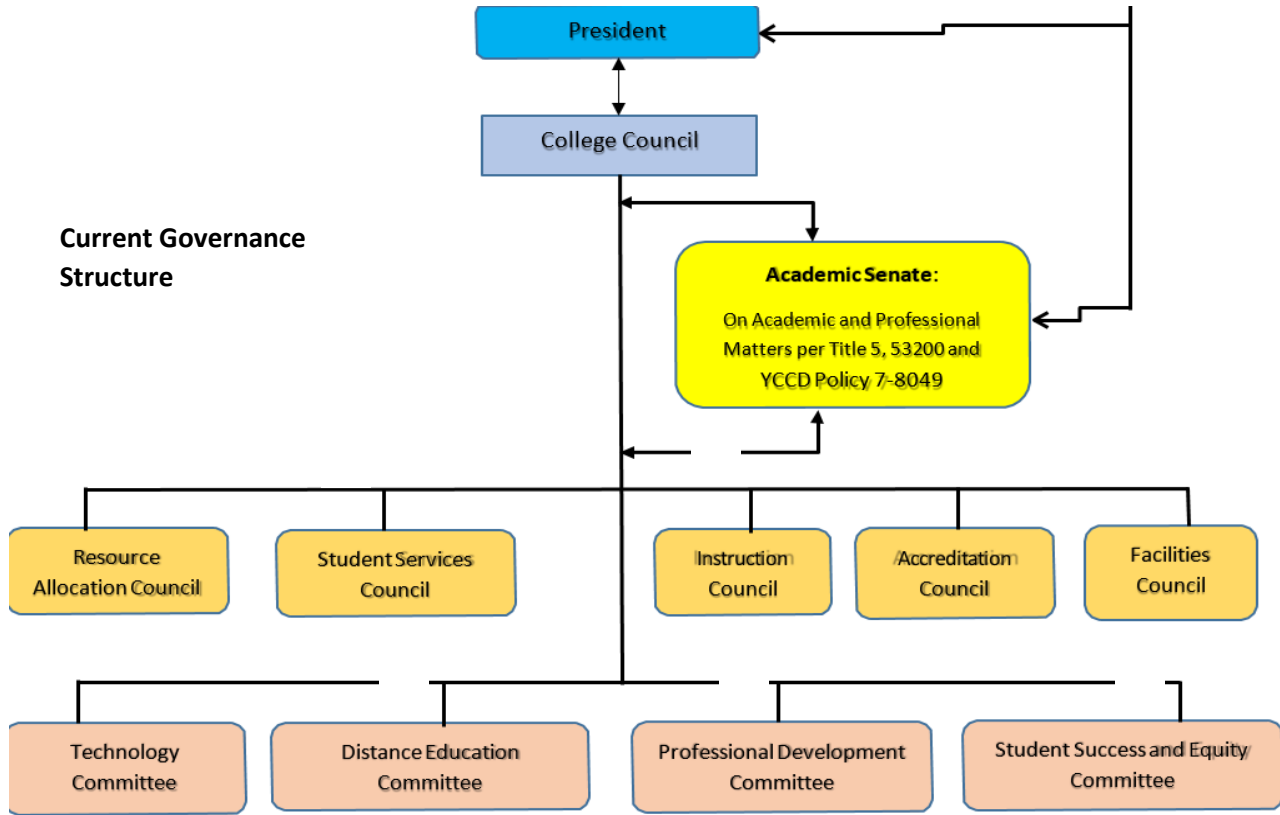 President
College Council
Current Governance
Structure
Academic Senate:
On Academic and Professional
Matters per Title 5, 53200 and
YCCD Policy 7-8049
Resource
Allocation Council
Student Services
Council
Instruction
Council
Accreditation
Council
Facilities
Council
Technology
Committee
Distance Education
Committee
Professional Development
Committee
Student Success and Equity
Committee